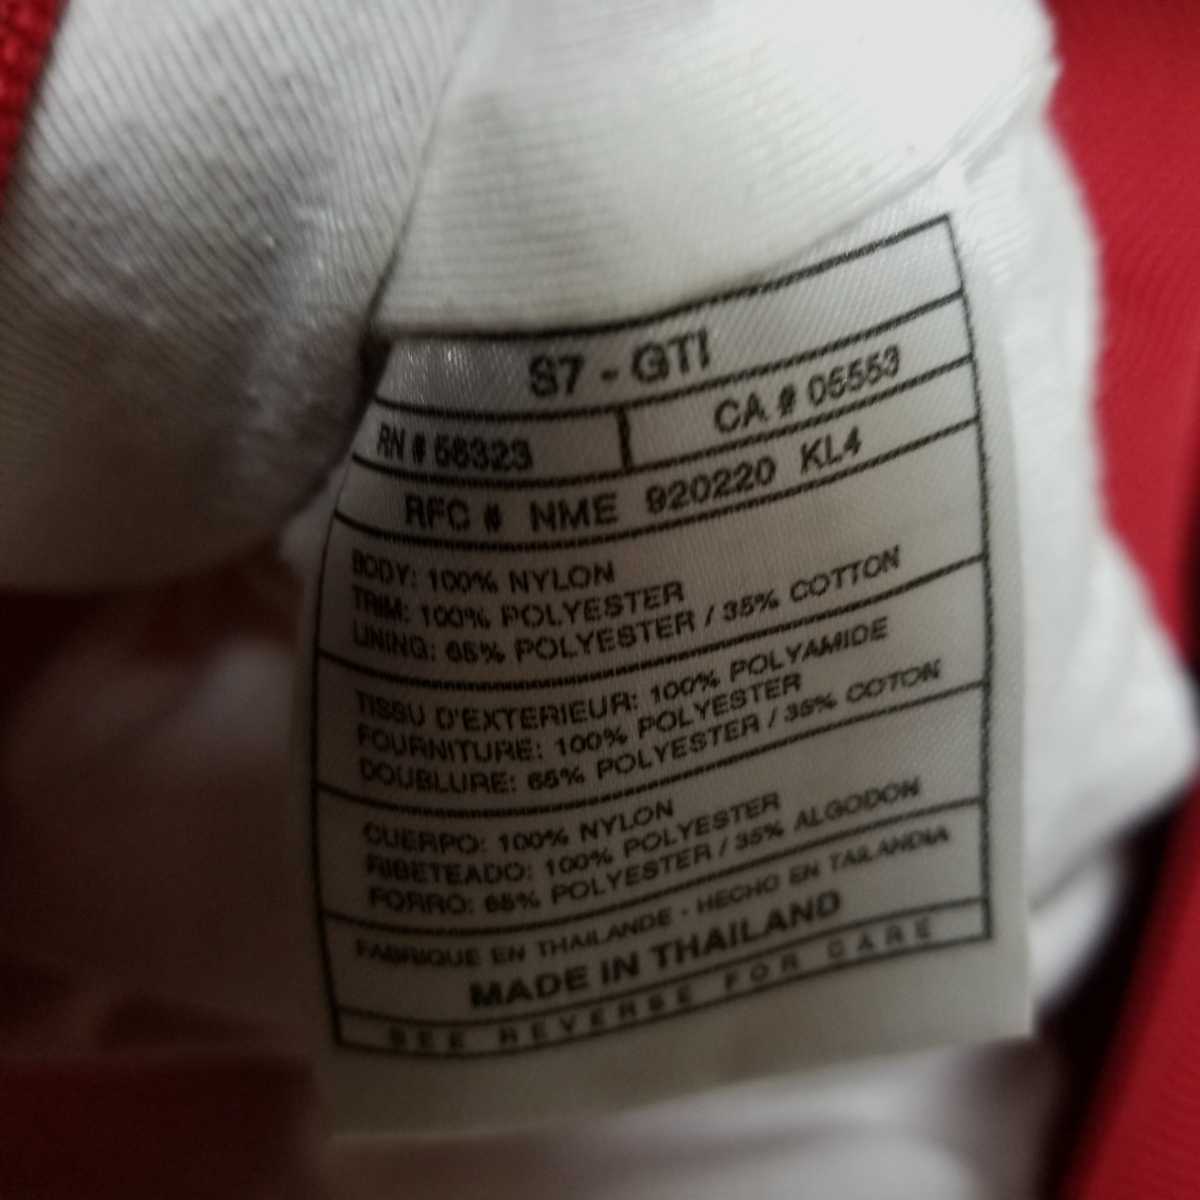 S7 - GTI
RN # 56323
CA # 05553
RFC # NME 920220 KL4
BODY: 100% NYLON
TRIM: 100% POLYESTER
LINING: 65% POLYESTER / 35% COTTON
TISSU D'EXTERIEUR: 100% POLYAMIDE
FOURNITURE: 100% POLYESTER
DOUBLURE: 65% POLYESTER / 35% COTON
CUERPO: 100% NYLON
RIBETEADO: 100% POLYESTER
FORRO: 65% POLYESTER / 35% ALGODON
FABRIQUE EN THAILANDE - HECHO EN TAILANDIA
MADE IN THAILAND
SEE REVERSE FOR CARE